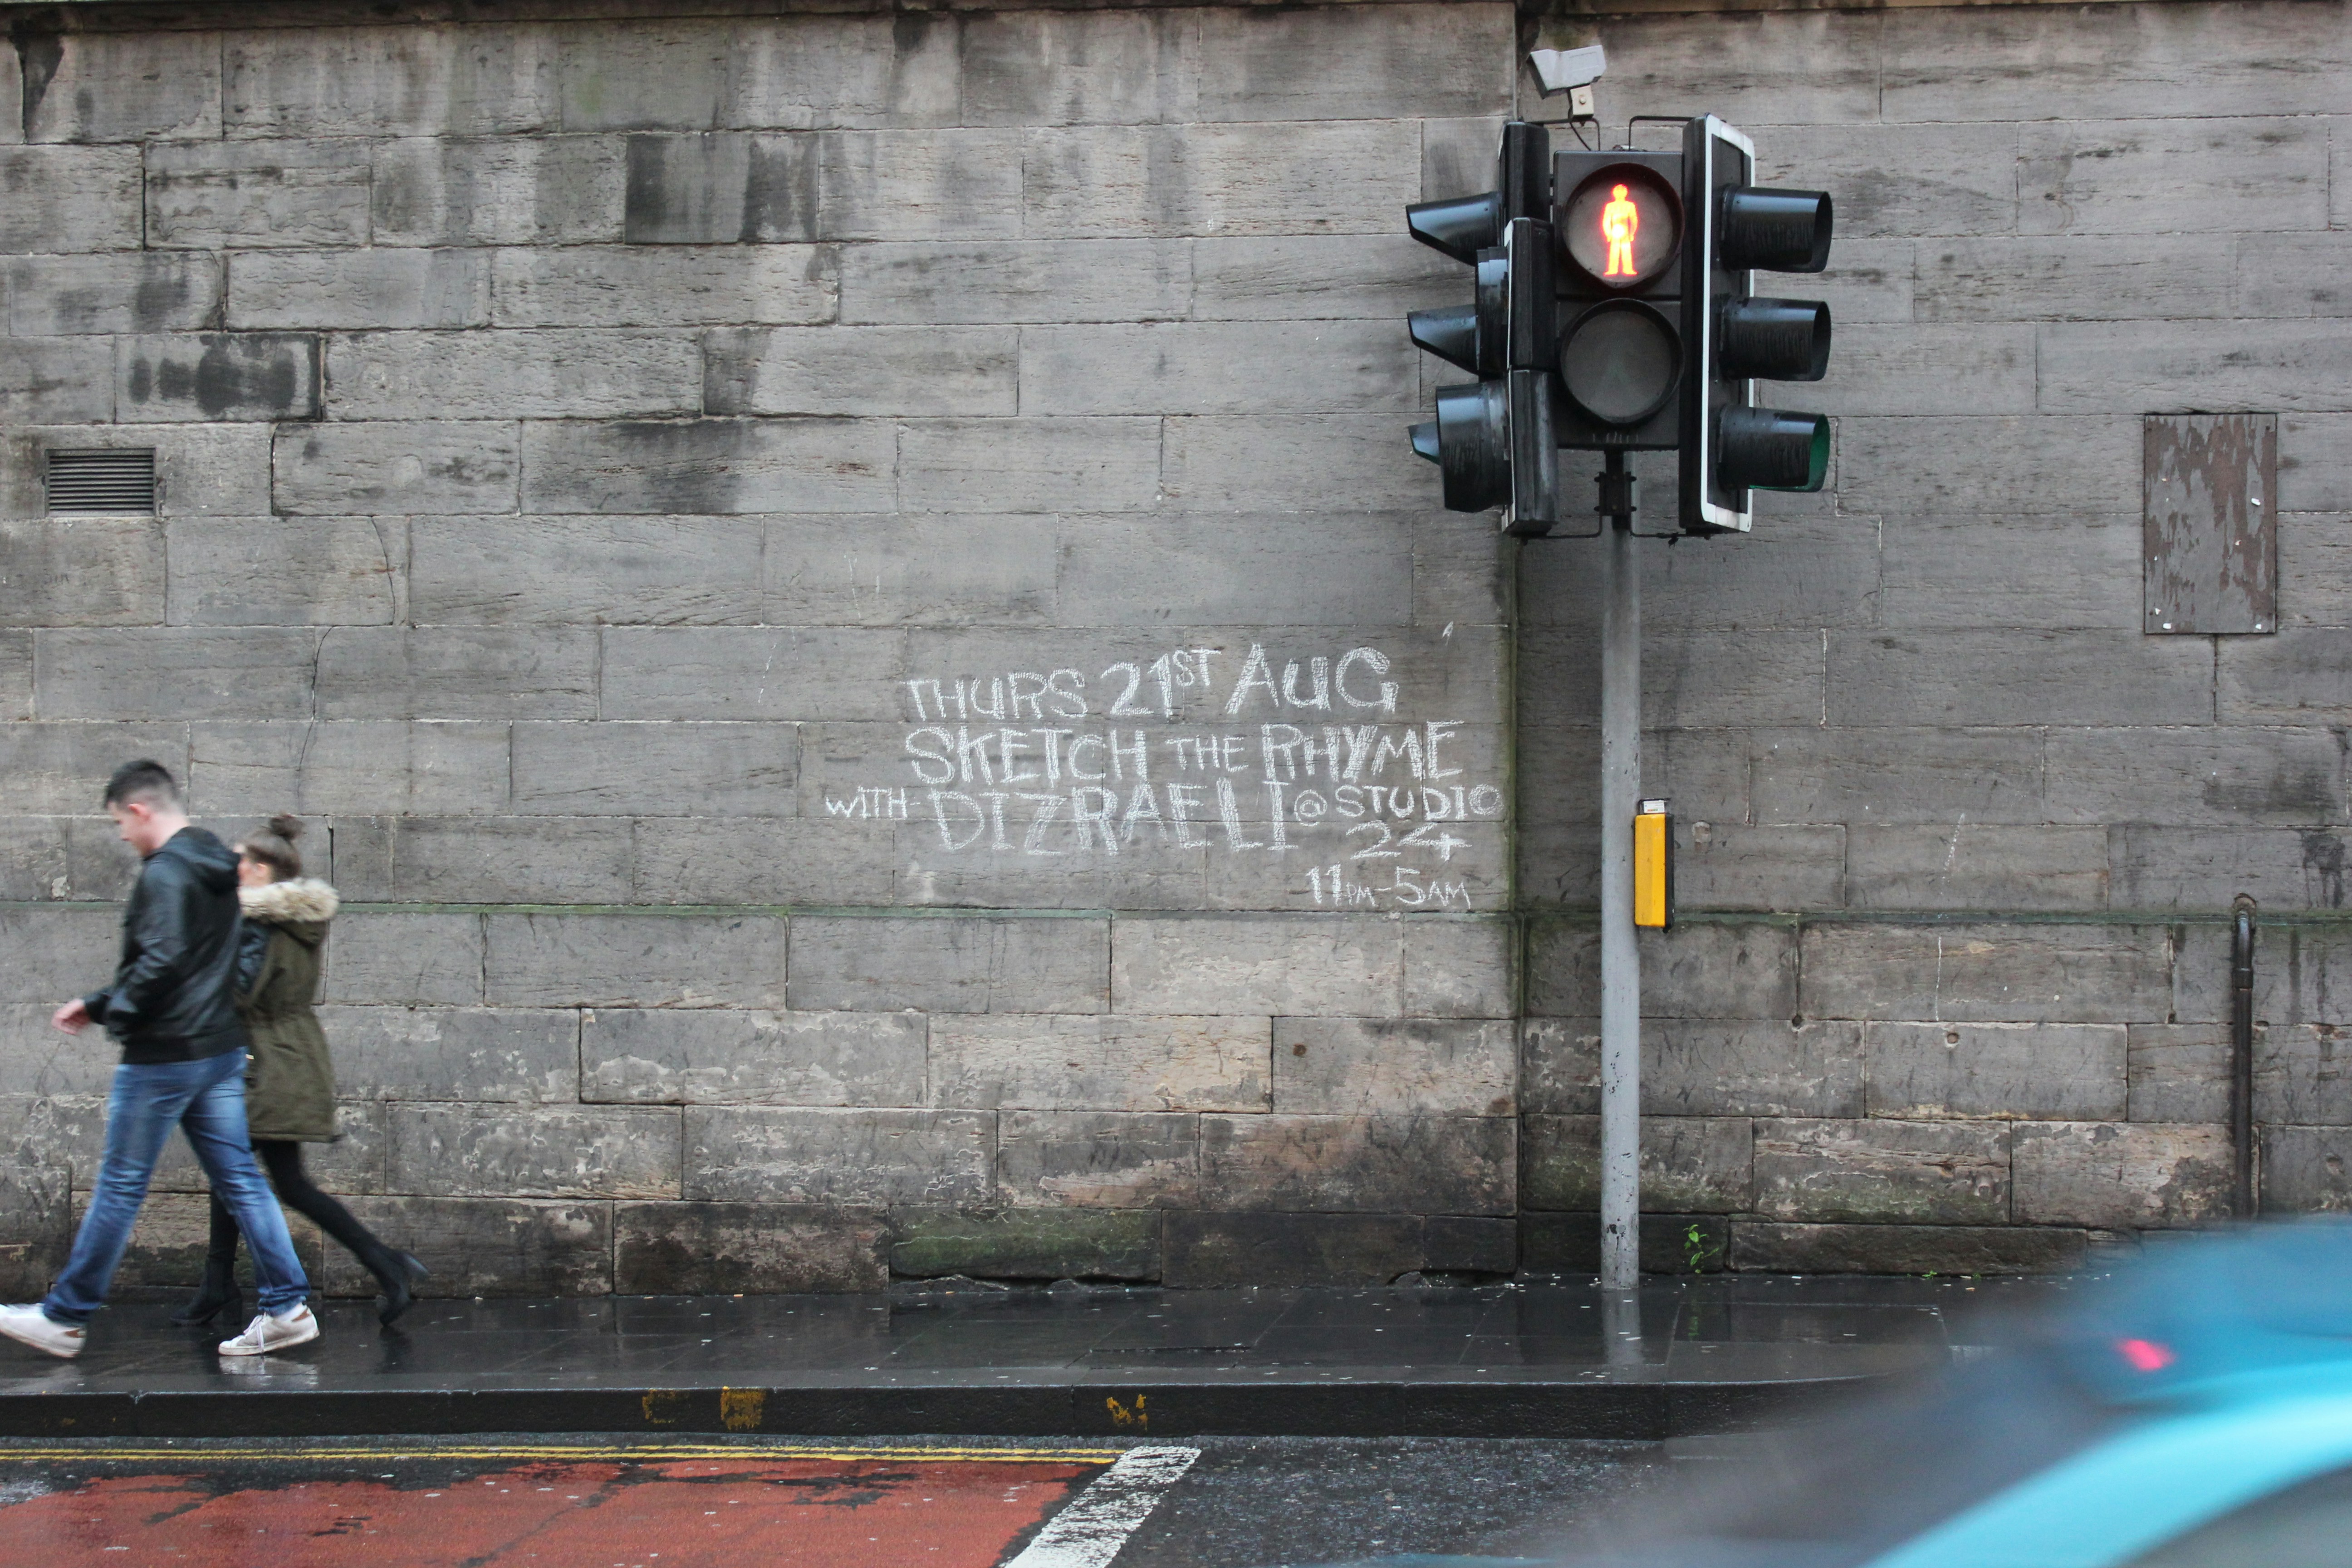 THURS 21ST AUG
SKETCH THE RHYME
WITH DIZRAELI @ STUDIO
24
11PM-5AM